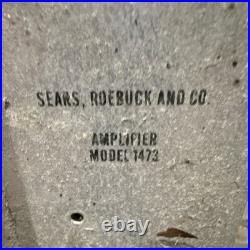 SEARS, ROEBUCK AND CO.
AMPLIFIER
MODEL 1473